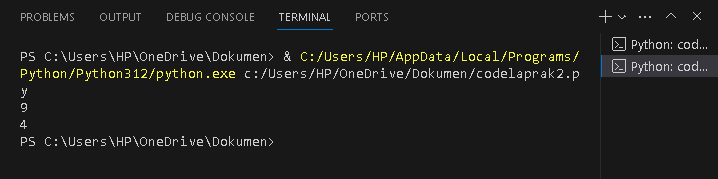 PROBLEMS OUTPUT DEBUG CONSOLE TERMINAL PORTS
Python: cod...
Python: cod...
PS C:\Users\HP\OneDrive\Dokumen> & C:/Users/HP/AppData/Local/Programs/
Python/Python312/python.exe c:/Users/HP/OneDrive/Dokumen/codelaprak2.p
y
9
4
PS C:\Users\HP\OneDrive\Dokumen>